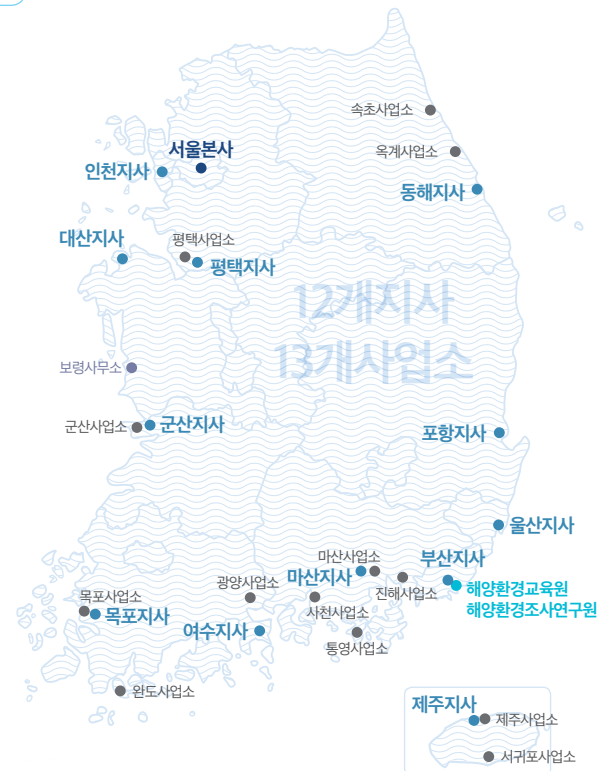 속초사업소
옥계사업소
서울본사
인천지사
동해지사
대산지사
평택사업소
평택지사
12개지사
13개사업소
보령사무소
군산사업소
군산지사
포항지사
울산지사
부산지사
마산사업소
마산지사
진해사업소
해양환경교육원
해양환경조사연구원
광양사업소
사천사업소
목포사업소
목포지사
여수지사
통영사업소
완도사업소
제주지사
제주사업소
서귀포사업소